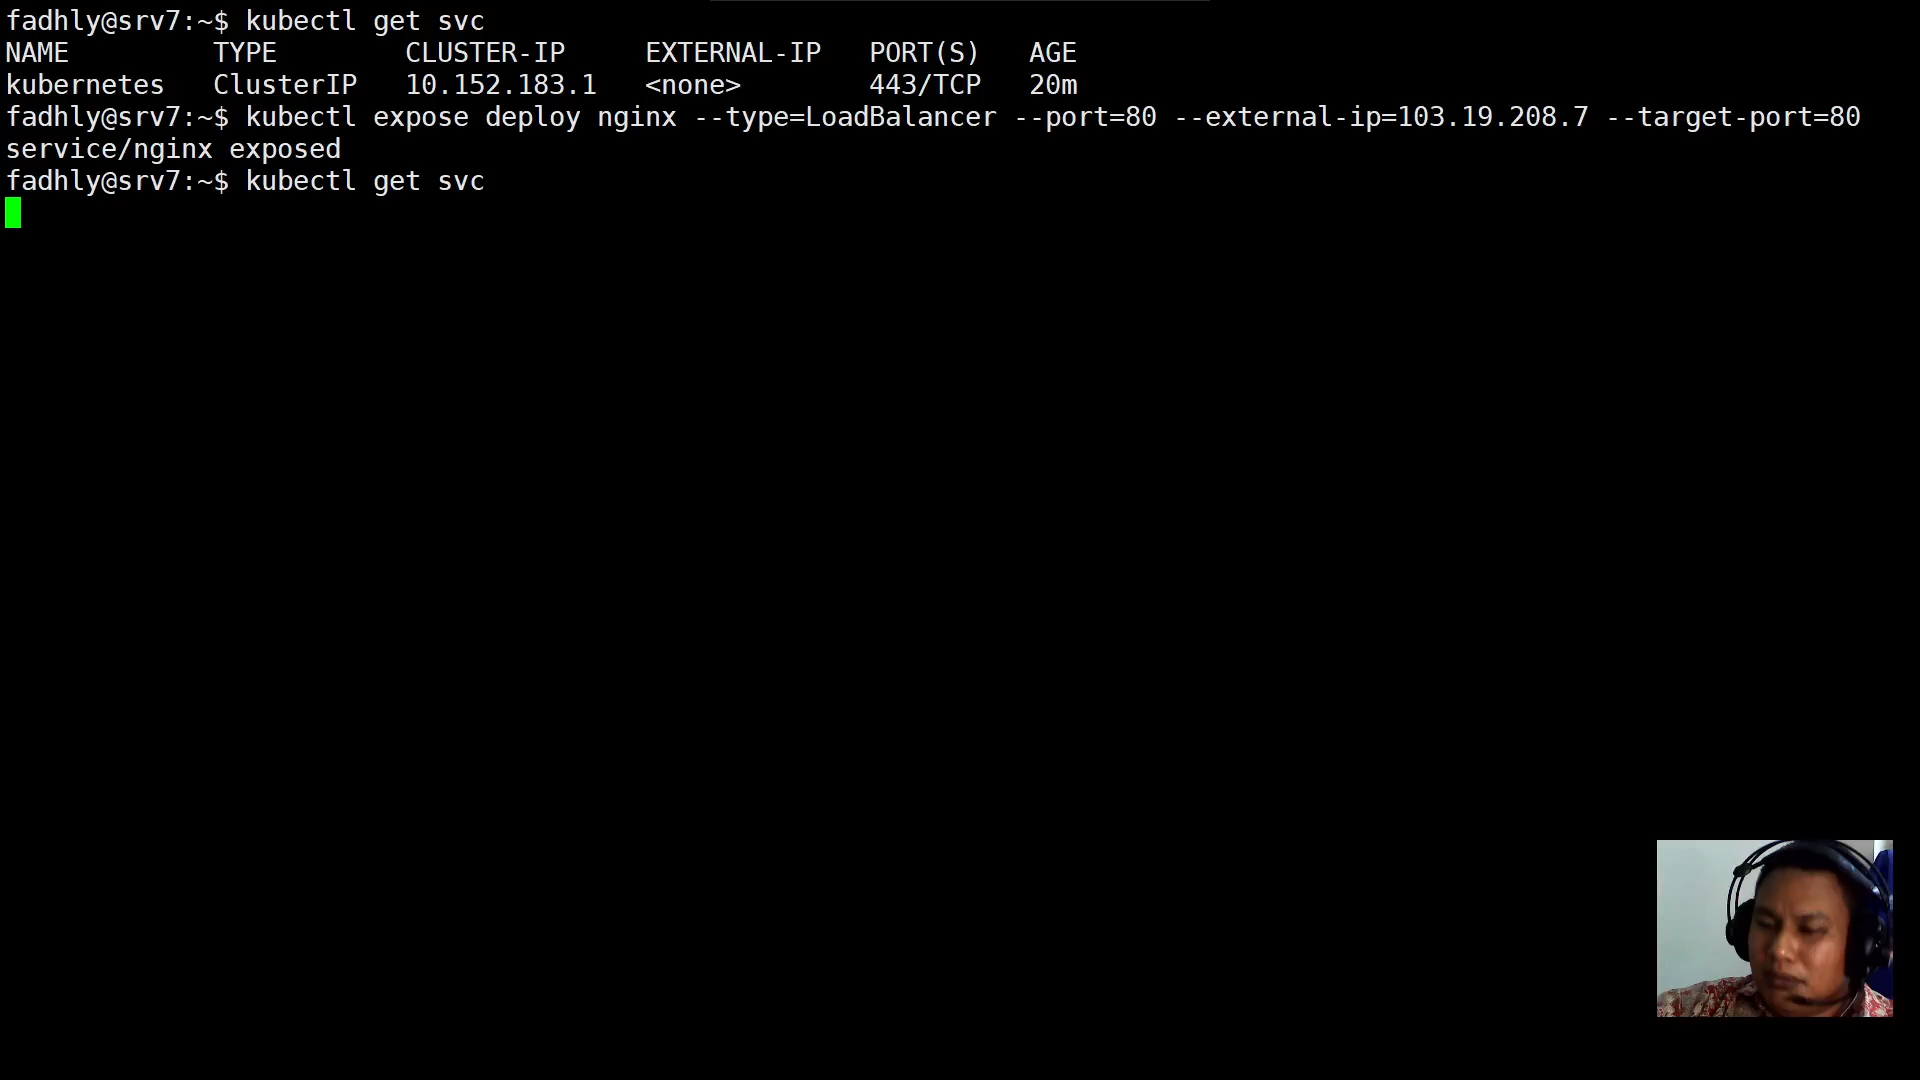 fadhly@srv7:~$ kubectl get svc
NAME         TYPE        CLUSTER-IP     EXTERNAL-IP   PORT(S)   AGE
kubernetes   ClusterIP   10.152.183.1   <none>        443/TCP   20m
fadhly@srv7:~$ kubectl expose deploy nginx --type=LoadBalancer --port=80 --external-ip=103.19.208.7 --target-port=80
service/nginx exposed
fadhly@srv7:~$ kubectl get svc